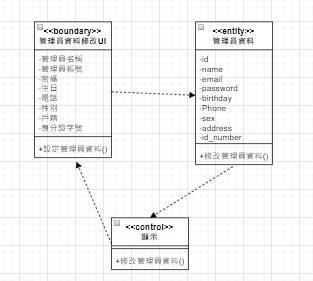 <<boundary>>
管理員資料修改UI
-管理員名稱
-管理員帳號
-密碼
-生日
-電話
-性別
-戶籍
-身分證字號
+設定管理員資料()
<<entity>>
管理員資料
-id
-name
-email
-password
-birthday
-Phone
-sex
-address
-id_number
+修改管理員資料()
<<control>>
顯示
+修改管理員資料()